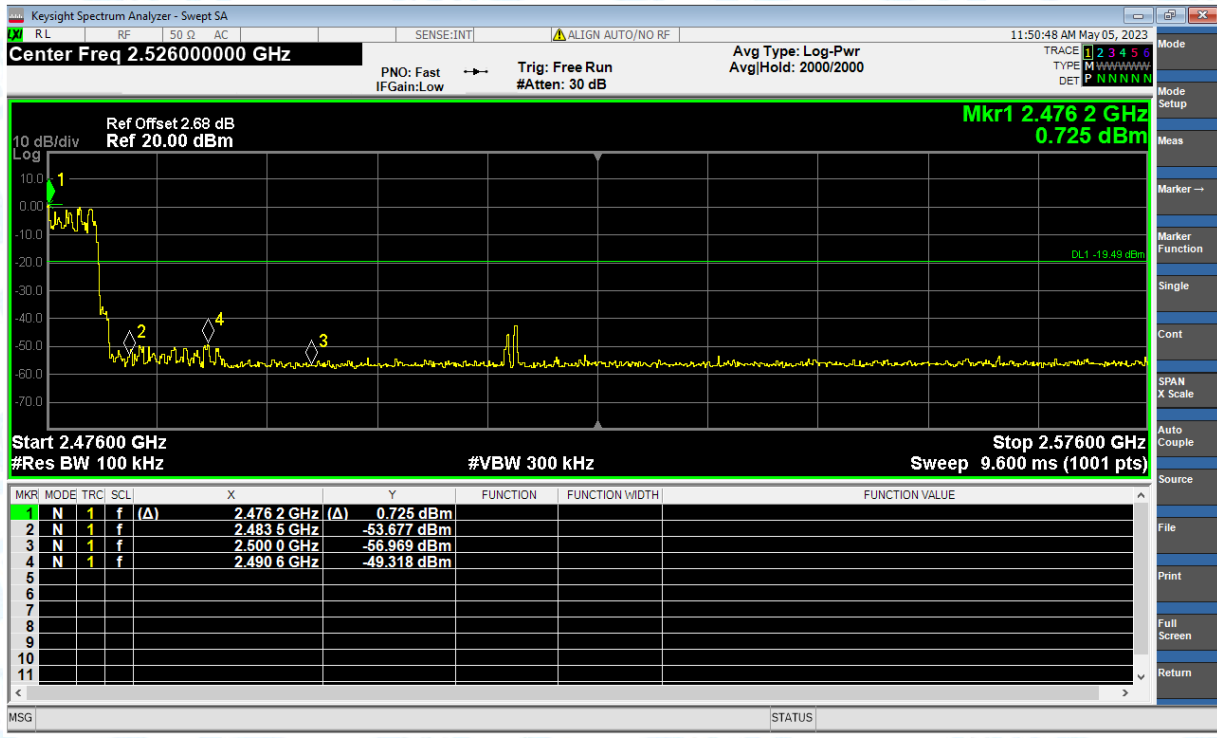 Keysight Spectrum Analyzer - Swept SA
LXI RL RF 50 Ω AC SENSE:INT ALIGN AUTO/NO RF 11:50:48 AM May 05, 2023
Center Freq 2.526000000 GHz
PNO: Fast
IFGain:Low
Trig: Free Run
#Atten: 30 dB
Avg Type: Log-Pwr
Avg|Hold: 2000/2000
TRACE 1 2 3 4 5 6
TYPE M WWWWW
DET P N N N N N
Ref Offset 2.68 dB
Ref 20.00 dBm
10 dB/div
Log
Mkr1 2.476 2 GHz
0.725 dBm
10.0
0.00
-10.0
-20.0
-30.0
-40.0
-50.0
-60.0
-70.0
1
2
4
3
DL1 -19.49 dBm
Start 2.47600 GHz Stop 2.57600 GHz
#Res BW 100 kHz #VBW 300 kHz Sweep 9.600 ms (1001 pts)
MKR MODE TRC SCL X Y FUNCTION FUNCTION WIDTH FUNCTION VALUE
1 N 1 f (Δ) 2.476 2 GHz (Δ) 0.725 dBm
2 N 1 f 2.483 5 GHz -53.677 dBm
3 N 1 f 2.500 0 GHz -56.969 dBm
4 N 1 f 2.490 6 GHz -49.318 dBm
5
6
7
8
9
10
11
MSG STATUS
Mode
Mode
Setup
Meas
Marker →
Marker
Function
Single
Cont
SPAN
X Scale
Auto
Couple
Source
File
Print
Full
Screen
Return